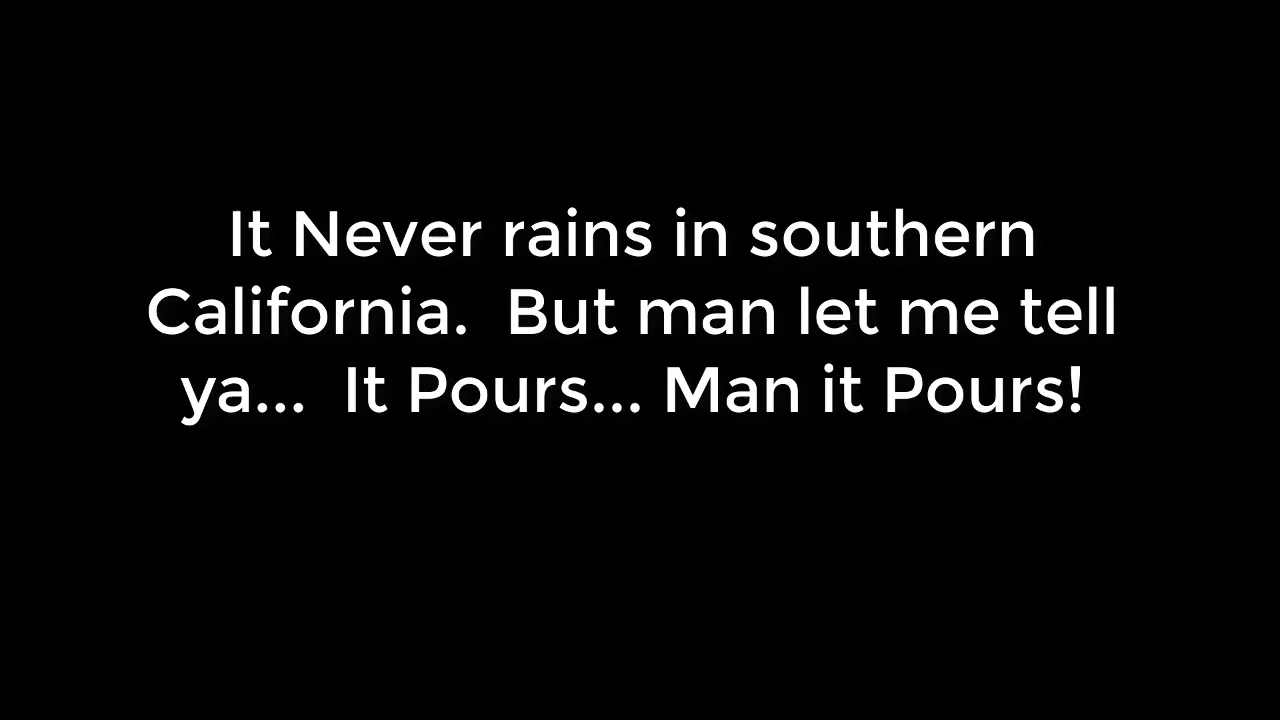 It Never rains in southern
California.  But man let me tell
ya...  It Pours... Man it Pours!